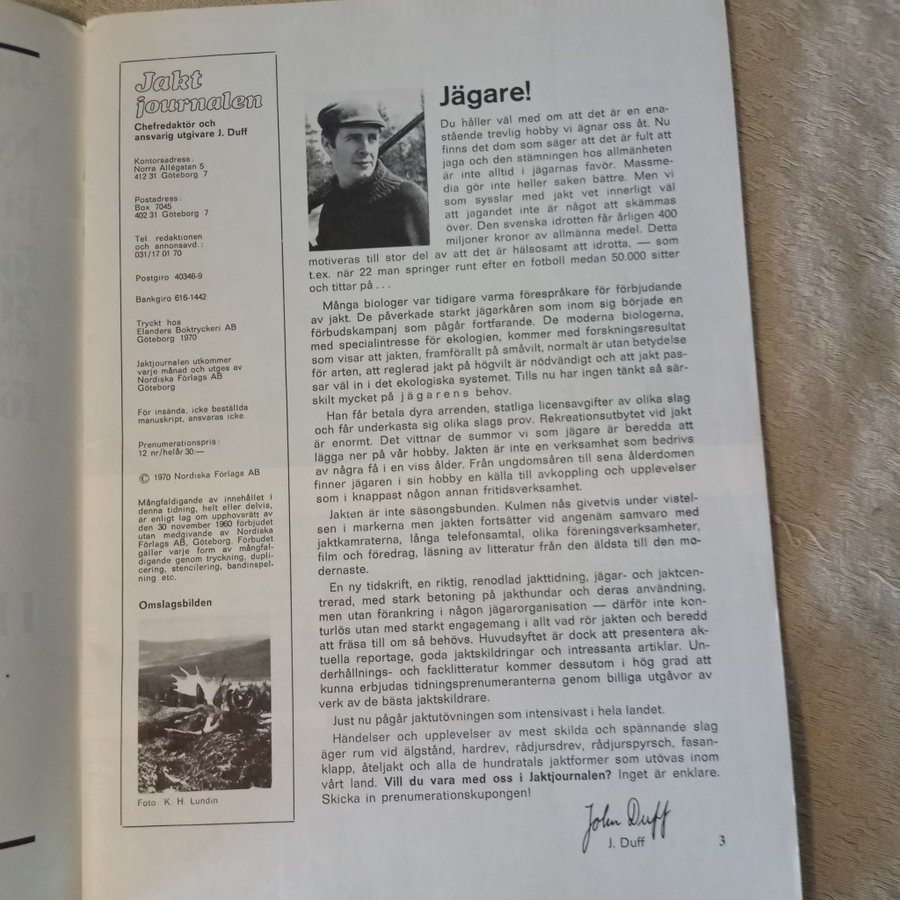 Jakt
journalen
Chefredaktör och
ansvarig utgivare J. Duff
Kontorsadress:
Norra Allégatan 5
412 31 Göteborg 7
Postadress:
Box 7045
402 31 Göteborg 7
Tel. redaktionen
och annonsavd.:
031/17 01 70
Postgiro 40346-9
Bankgiro 616-1442
Tryckt hos
Elanders Boktryckeri AB
Göteborg 1970
Jaktjournalen utkommer
varje månad och utges av
Nordiska Förlags AB
Göteborg
För insända, icke beställda
manuskript, ansvaras icke.
Prenumerationspris:
12 nr/helår 30:—
© 1970 Nordiska Förlags AB
Mångfaldigande av innehållet i
denna tidning, helt eller delvis,
är enligt lag om upphovsrätt av
den 30 november 1960 förbjudet
utan medgivande av Nordiska
Förlags AB, Göteborg. Förbudet
gäller varje form av mångfal-
digande genom tryckning, dupli-
cering, stencilering, bandinspel-
ning etc.
Omslagsbilden
Foto K. H. Lundin
Jägare!
Du håller väl med om att det är en ena-
stående trevlig hobby vi ägnar oss åt. Nu
finns det dom som säger att det är fult att
jaga och den stämningen hos allmänheten
är inte alltid i jägarnas favör. Massme-
dia gör inte heller saken bättre. Men vi
som sysslar med jakt vet innerligt väl
att jagandet inte är något att skämmas
över. Den svenska idrotten får årligen 400
miljoner kronor av allmänna medel. Detta
motiveras till stor del av att det är hälsosamt att idrotta, — som
t.ex. när 22 man springer runt efter en fotboll medan 50.000 sitter
och tittar på . . .
Många biologer var tidigare varma förespråkare för förbjudande
av jakt. De påverkade starkt jägarkåren som inom sig började en
förbudskampanj som pågår fortfarande. De moderna biologerna,
med specialintresse för ekologien, kommer med forskningsresultat
som visar att jakten, framförallt på småvilt, normalt är utan betydelse
för arten, att reglerad jakt på högvilt är nödvändigt och att jakt pas-
sar väl in i det ekologiska systemet. Tills nu har ingen tänkt så sär-
skilt mycket på jägarens behov.
Han får betala dyra arrenden, statliga licensavgifter av olika slag
och får underkasta sig olika slags prov. Rekreationsutbytet vid jakt
är enormt. Det vittnar de summor vi som jägare är beredda att
lägga ner på vår hobby. Jakten är inte en verksamhet som bedrivs
av några få i en viss ålder. Från ungdomsåren till sena ålderdomen
finner jägaren i sin hobby en källa till avkoppling och upplevelser
som i knappast någon annan fritidsverksamhet.
Jakten är inte säsongsbunden. Kulmen nås givetvis under vistel-
sen i markerna men jakten fortsätter vid angenäm samvaro med
jaktkamraterna, långa telefonsamtal, olika föreningsverksamheter,
film och föredrag, läsning av litteratur från den äldsta till den mo-
dernaste.
En ny tidskrift, en riktig, renodlad jakttidning, jägar- och jaktcen-
trerad, med stark betoning på jakthundar och deras användning,
men utan förankring i någon jägarorganisation — därför inte kon-
turlös utan med starkt engagemang i allt vad rör jakten och beredd
att fräsa till om så behövs. Huvudsyftet är dock att presentera ak-
tuella reportage, goda jaktskildringar och intressanta artiklar. Un-
derhållnings- och facklitteratur kommer dessutom i hög grad att
kunna erbjudas tidningsprenumeranterna genom billiga utgåvor av
verk av de bästa jaktskildrare.
Just nu pågår jaktutövningen som intensivast i hela landet.
Händelser och upplevelser av mest skilda och spännande slag
äger rum vid älgstånd, hardrev, rådjursdrev, rådjurspyrsch, fasan-
klapp, åteljakt och alla de hundratals jaktformer som utövas inom
vårt land. Vill du vara med oss i Jaktjournalen? Inget är enklare.
Skicka in prenumerationskupongen!
John Duff
J. Duff
3